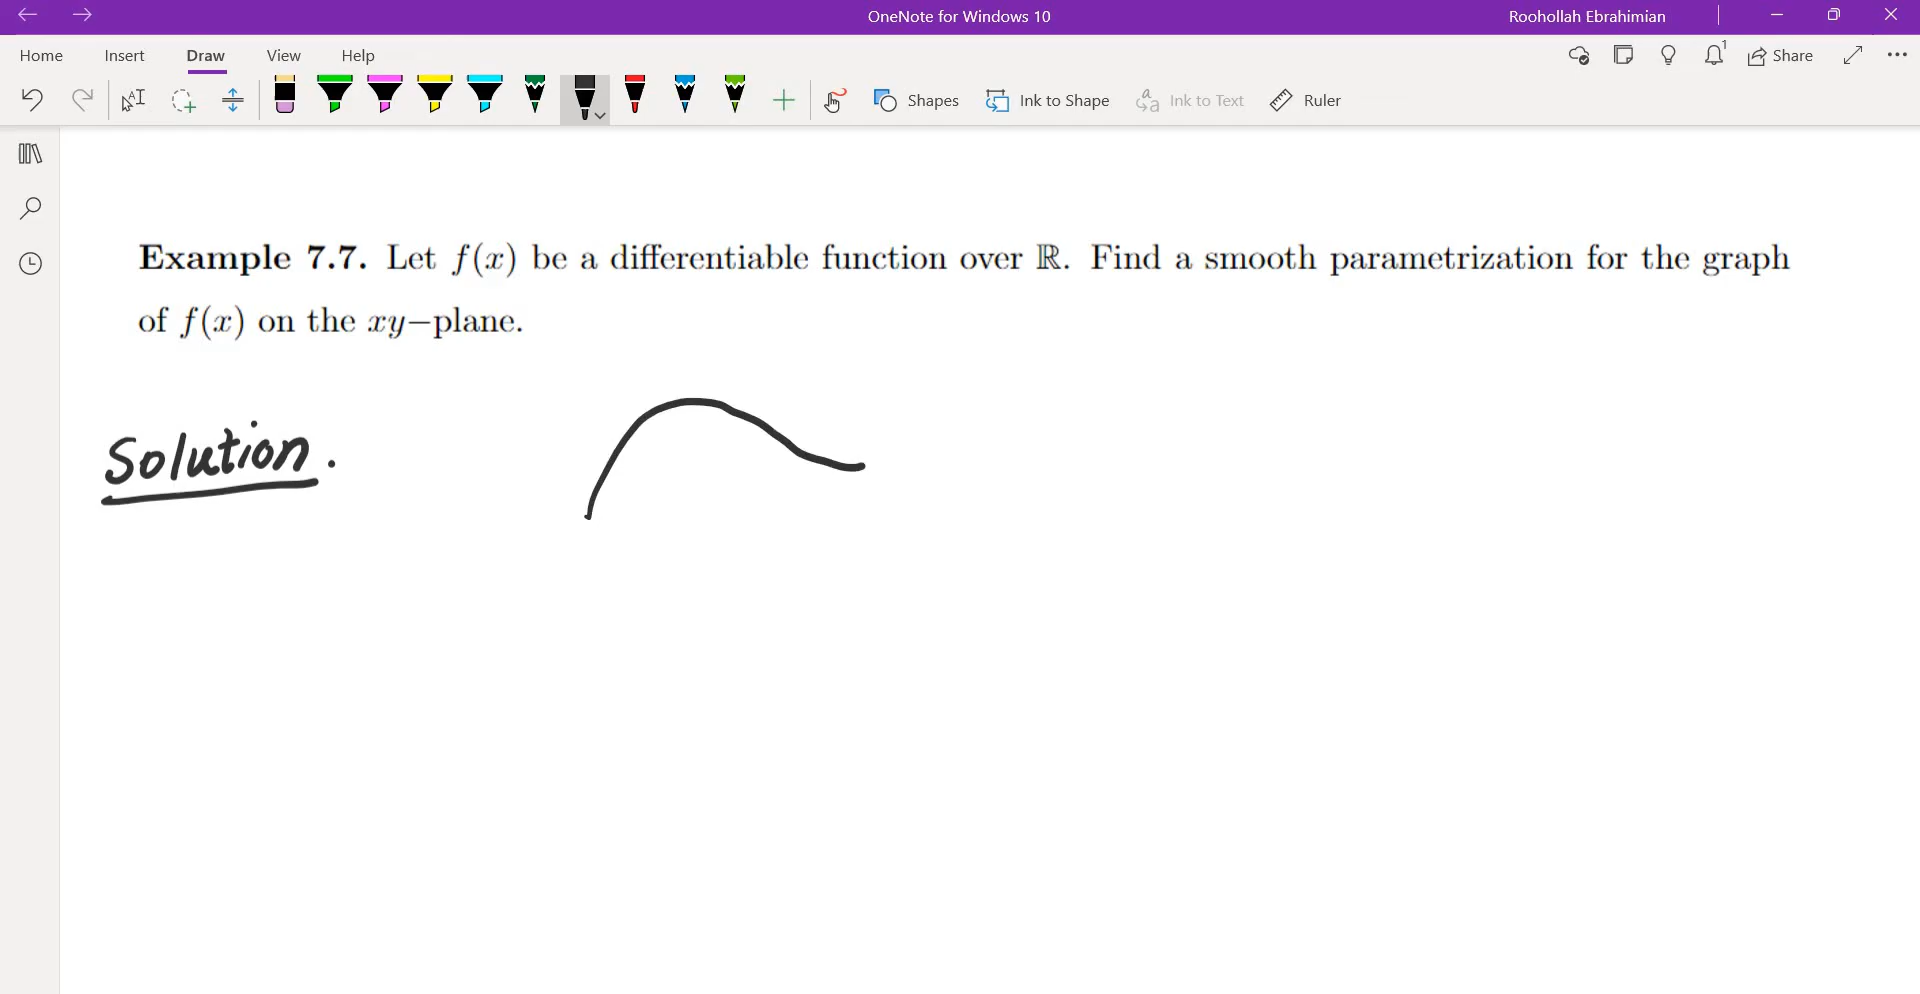 OneNote for Windows 10
Roohollah Ebrahimian
Home Insert Draw View Help
1
Share
Shapes Ink to Shape Ink to Text Ruler
Example 7.7. Let f(x) be a differentiable function over ℝ. Find a smooth parametrization for the graph
of f(x) on the xy−plane.
Solution.